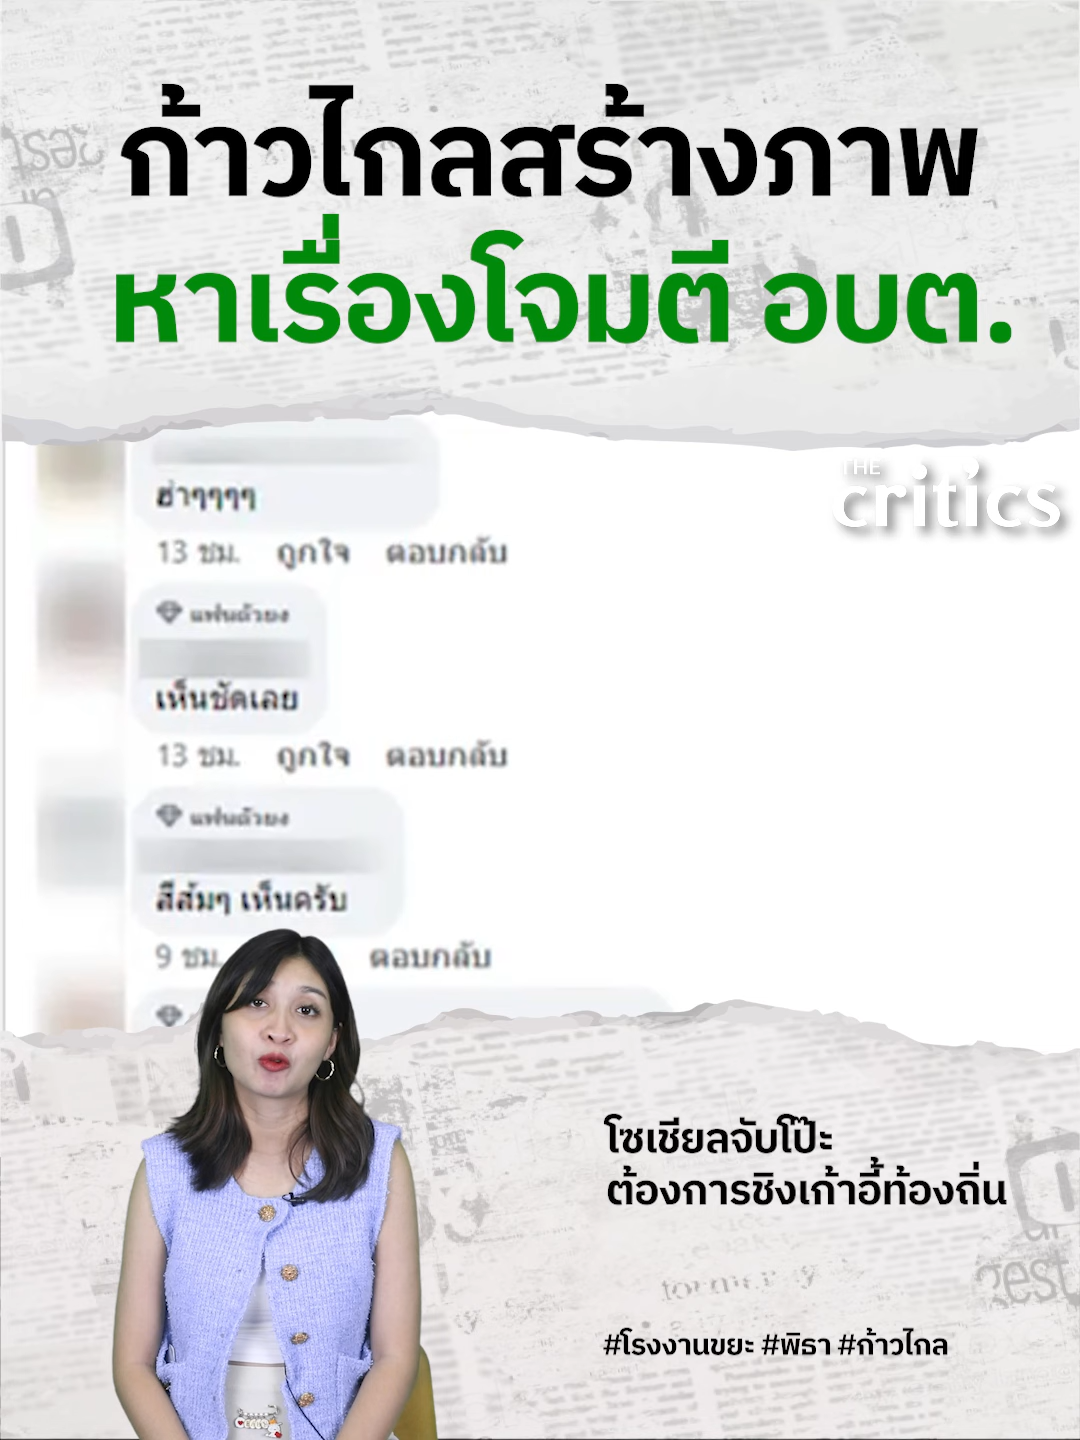 ก้าวไกลสร้างภาพ
หาเรื่องโจมตี อบต.
THE
critics
ฮ่าๆๆๆๆ
13 ชม. ถูกใจ ตอบกลับ
แฟนตัวยง
เห็นชัดเลย
13 ชม. ถูกใจ ตอบกลับ
แฟนตัวยง
สีส้มๆ เห็นครับ
9 ชม. ตอบกลับ
โซเชียลจับโป๊ะ
ต้องการชิงเก้าอี้ท้องถิ่น
#โรงงานขยะ #พิธา #ก้าวไกล